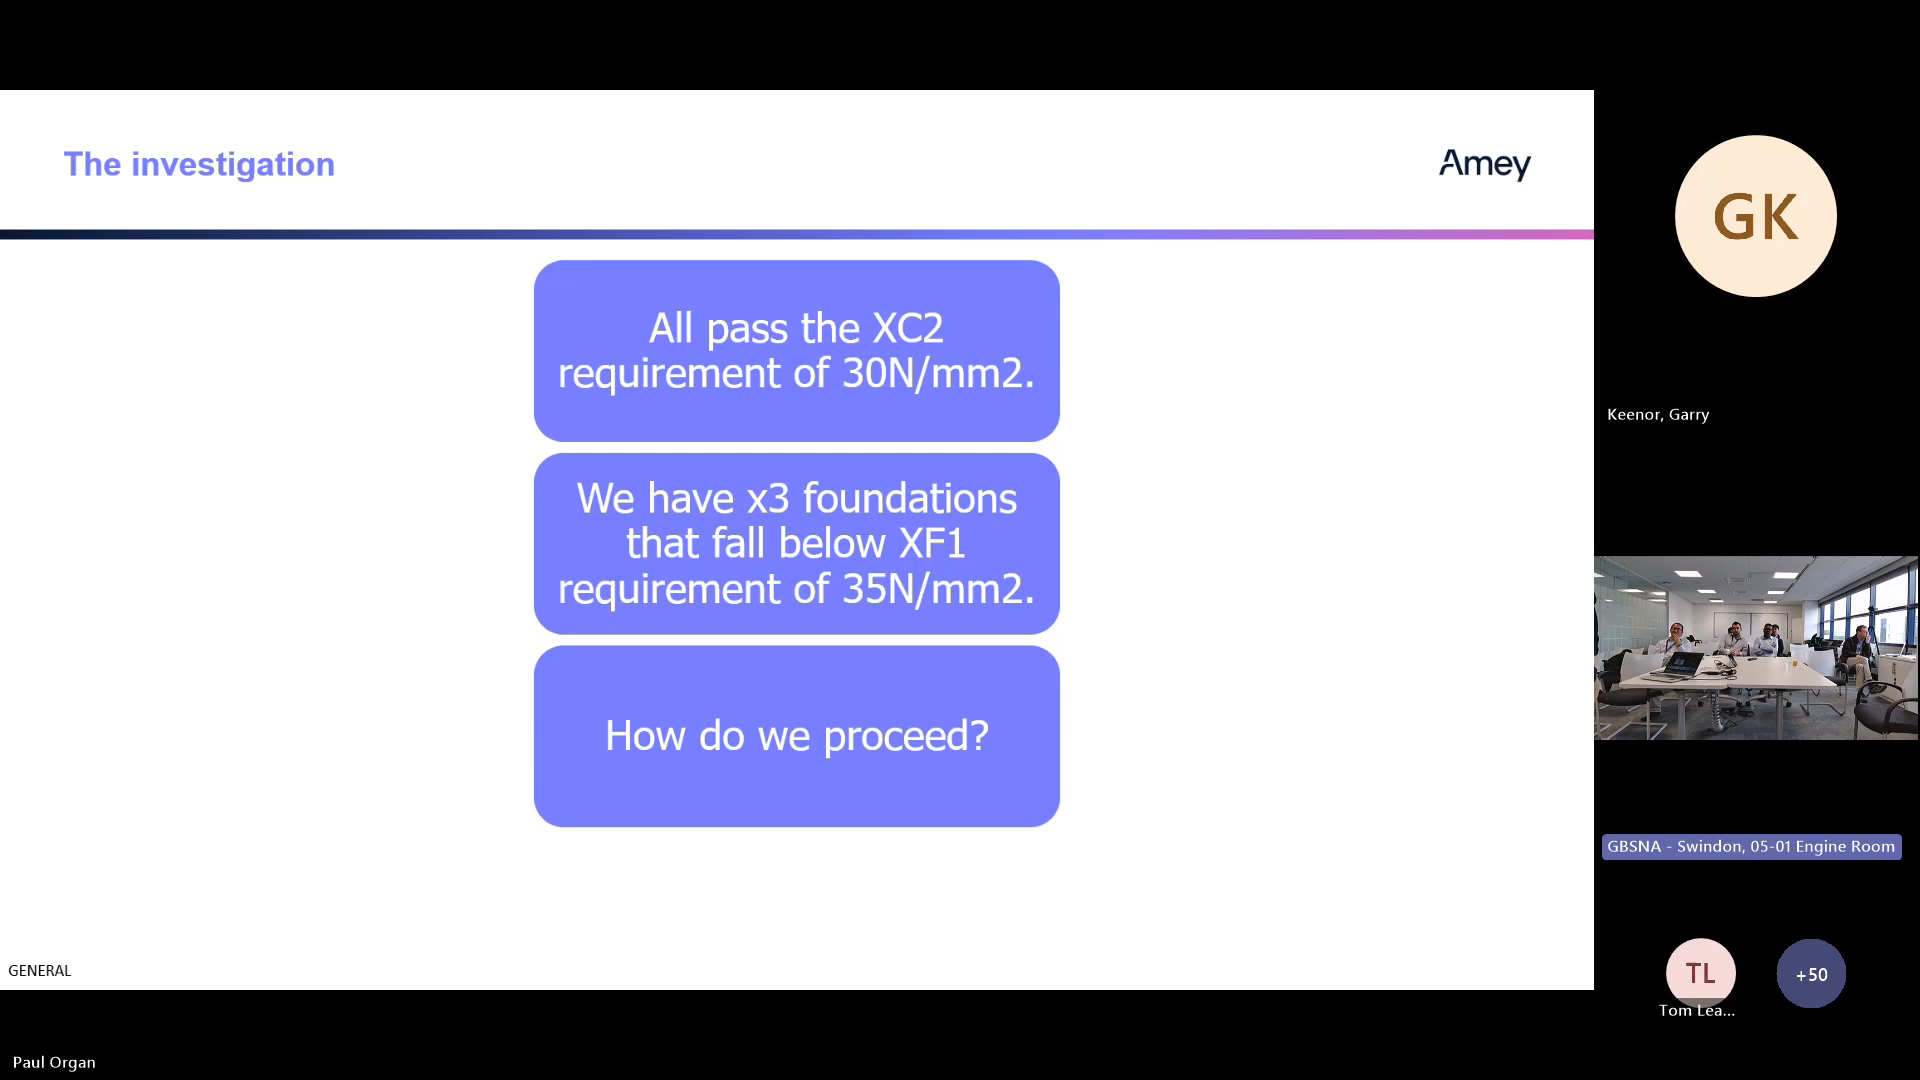 The investigation
Amey
All pass the XC2
requirement of 30N/mm2.
We have x3 foundations
that fall below XF1
requirement of 35N/mm2.
How do we proceed?
GENERAL
Paul Organ
GK
Keenor, Garry
GBSNA - Swindon, 05-01 Engine Room
TL
Tom Lea...
+50